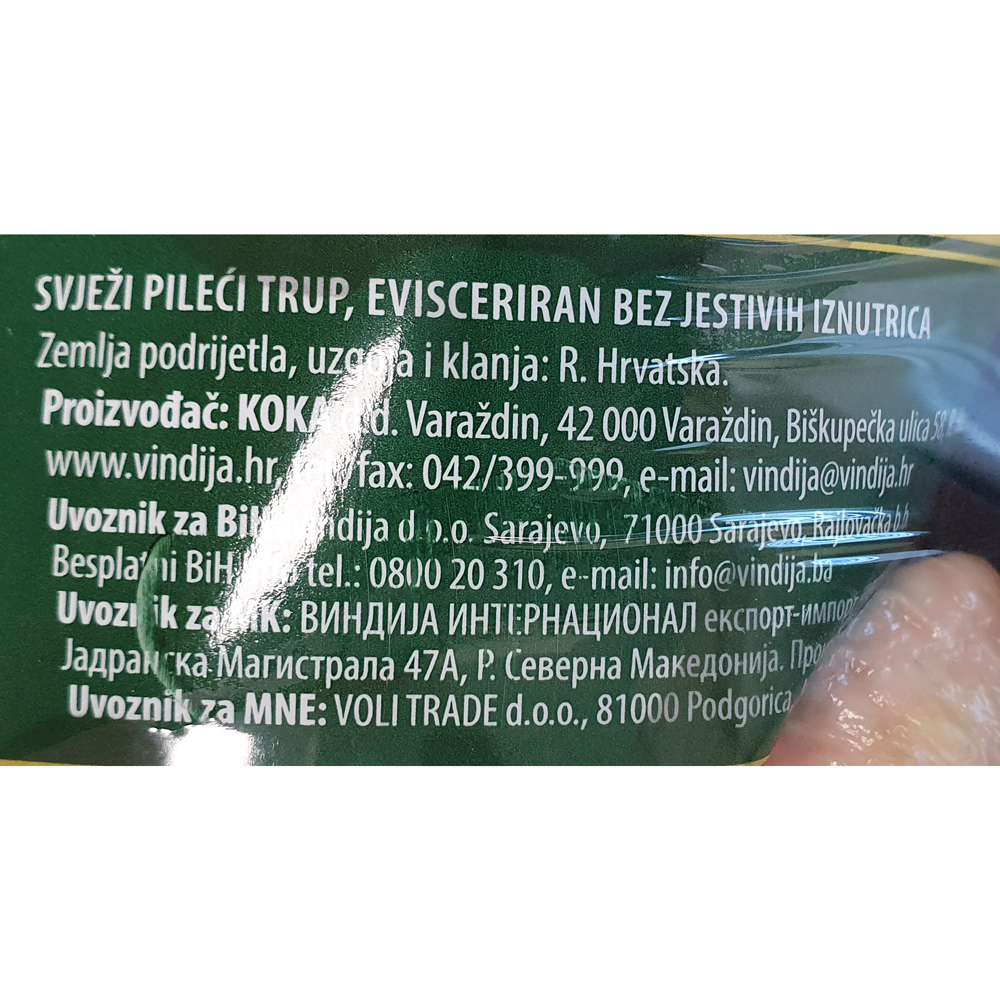 SVJEŽI PILEĆI TRUP, EVISCERIRAN BEZ JESTIVIH IZNUTRICA
Zemlja podrijetla, uzgoja i klanja: R. Hrvatska.
Proizvođač: KOKA d.d. Varaždin, 42 000 Varaždin, Biškupečka ulica 58,
www.vindija.hr, fax: 042/399-999, e-mail: vindija@vindija.hr
Uvoznik za BiH: Vindija d.o.o. Sarajevo, 71000 Sarajevo, Rajlovačka b.b
Besplatni BiH tel.: 0800 20 310, e-mail: info@vindija.ba
Uvoznik za MK: ВИНДИЈА ИНТЕРНАЦИОНАЛ експорт-импорт
Јадранска Магистрала 47А, Р. Северна Македонија.
Uvoznik za MNE: VOLI TRADE d.o.o., 81000 Podgorica,